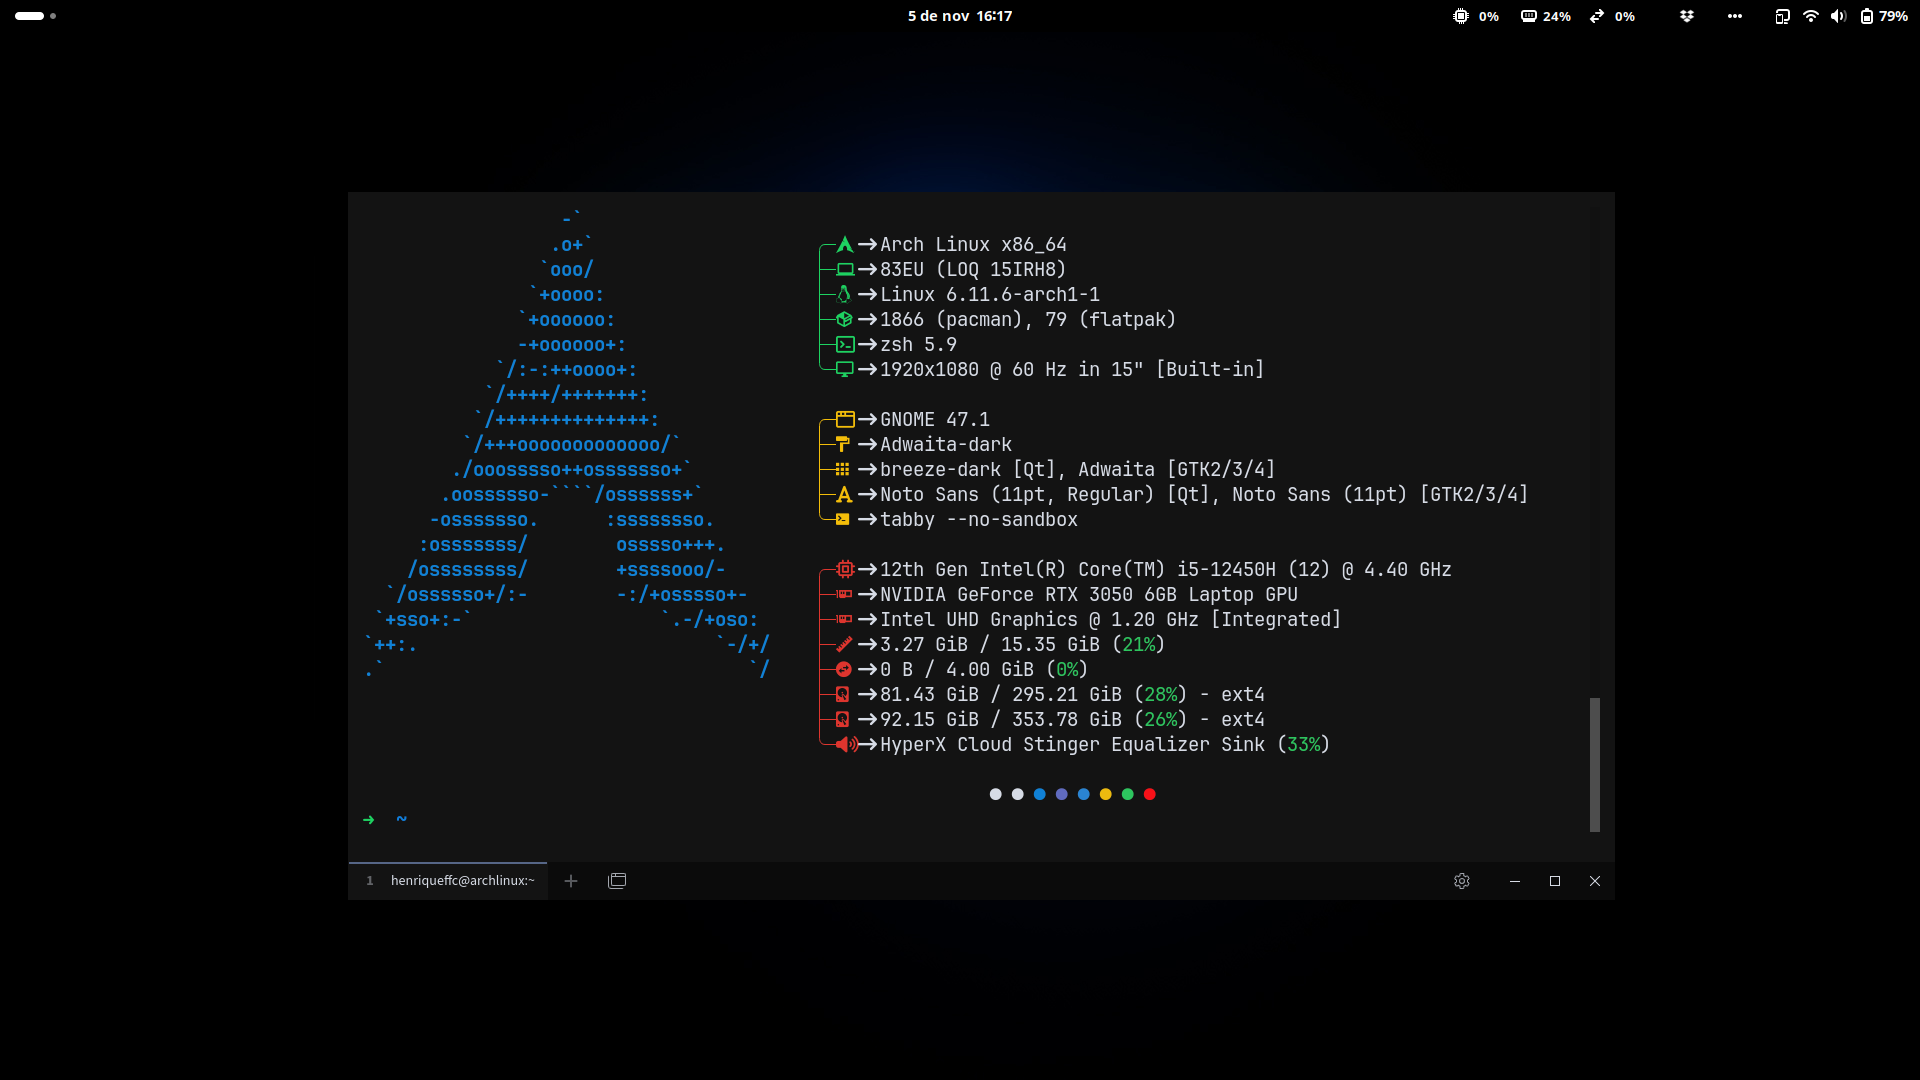 5 de nov 16:17
0% 24% 0% 79%
-`
.o+`
`ooo/
`+oooo:
`+oooooo:
-+oooooo+:
`/:-:++oooo+:
`/++++/+++++++:
`/++++++++++++++:
`/+++ooooooooooooo/`
./ooosssso++osssssso+`
.oossssso-````/ossssss+`
-osssssso. :ssssssso.
:osssssss/ osssso+++.
/ossssssss/ +ssssooo/-
`/ossssso+/:- -:/+osssso+-
`+sso+:-` `.-/+oso:
`++:. `-/+/
.` `/
Arch Linux x86_64
83EU (LOQ 15IRH8)
Linux 6.11.6-arch1-1
1866 (pacman), 79 (flatpak)
zsh 5.9
1920x1080 @ 60 Hz in 15" [Built-in]
GNOME 47.1
Adwaita-dark
breeze-dark [Qt], Adwaita [GTK2/3/4]
Noto Sans (11pt, Regular) [Qt], Noto Sans (11pt) [GTK2/3/4]
tabby --no-sandbox
12th Gen Intel(R) Core(TM) i5-12450H (12) @ 4.40 GHz
NVIDIA GeForce RTX 3050 6GB Laptop GPU
Intel UHD Graphics @ 1.20 GHz [Integrated]
3.27 GiB / 15.35 GiB (21%)
0 B / 4.00 GiB (0%)
81.43 GiB / 295.21 GiB (28%) - ext4
92.15 GiB / 353.78 GiB (26%) - ext4
HyperX Cloud Stinger Equalizer Sink (33%)
➜ ~
1 henriqueffc@archlinux:~